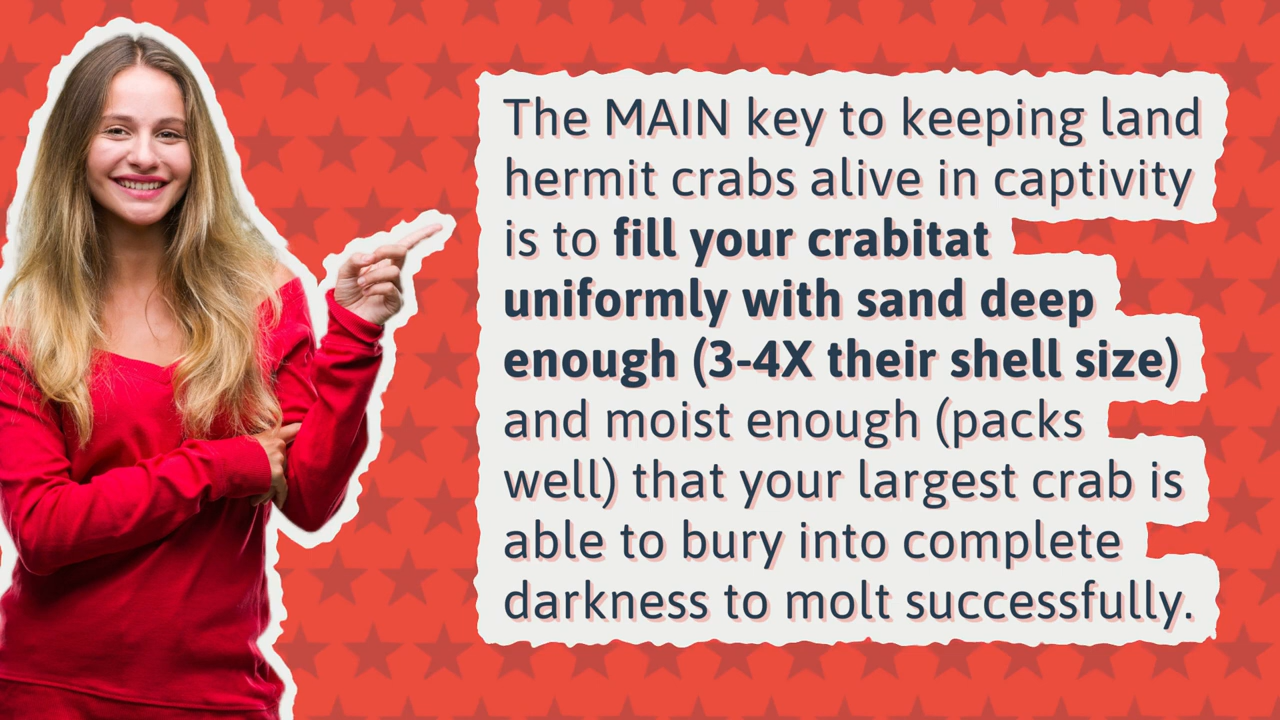 The MAIN key to keeping land
hermit crabs alive in captivity
is to fill your crabitat
uniformly with sand deep
enough (3-4X their shell size)
and moist enough (packs
well) that your largest crab is
able to bury into complete
darkness to molt successfully.